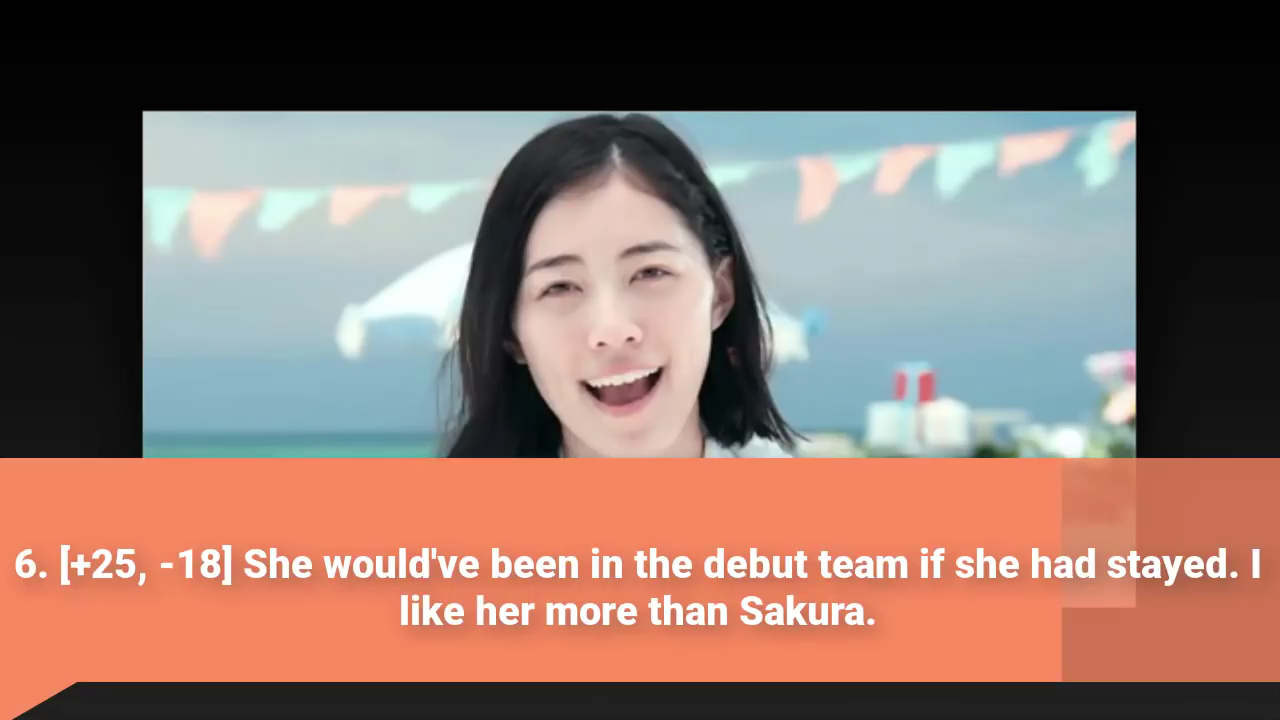 6. [+25, -18] She would've been in the debut team if she had stayed. I
like her more than Sakura.